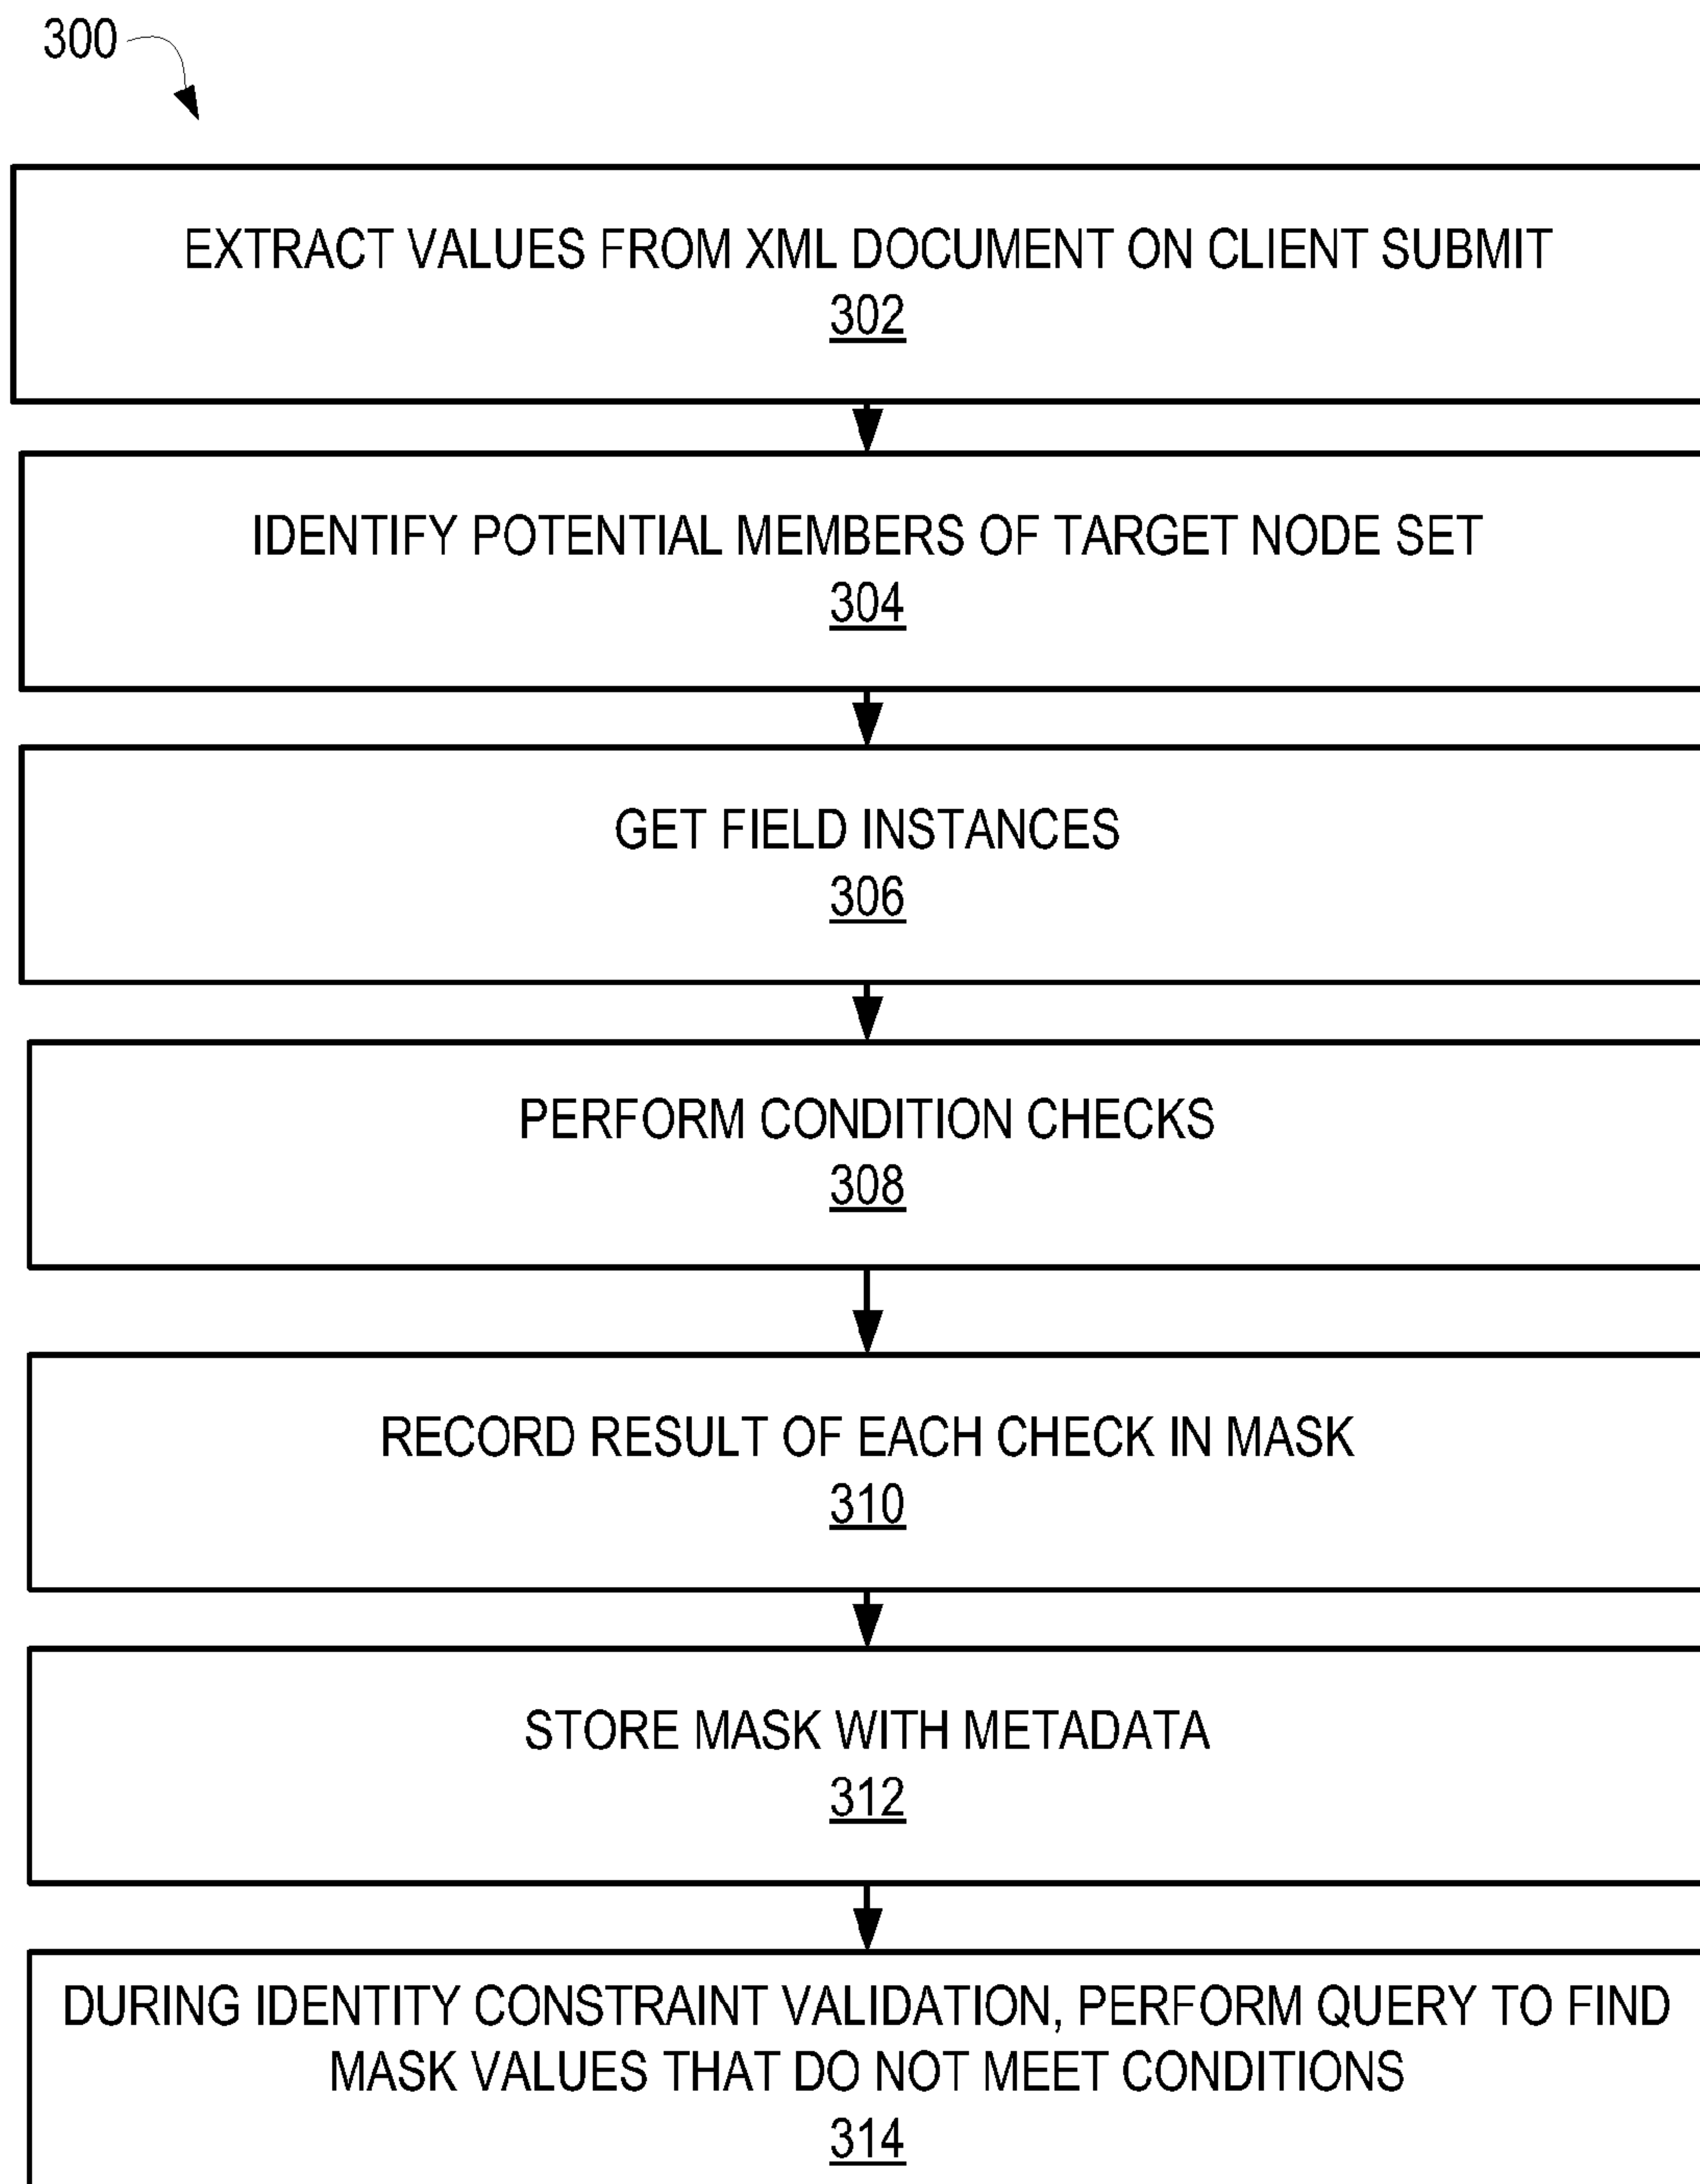 300
EXTRACT VALUES FROM XML DOCUMENT ON CLIENT SUBMIT
302
IDENTIFY POTENTIAL MEMBERS OF TARGET NODE SET
304
GET FIELD INSTANCES
306
PERFORM CONDITION CHECKS
308
RECORD RESULT OF EACH CHECK IN MASK
310
STORE MASK WITH METADATA
312
DURING IDENTITY CONSTRAINT VALIDATION, PERFORM QUERY TO FIND
MASK VALUES THAT DO NOT MEET CONDITIONS
314